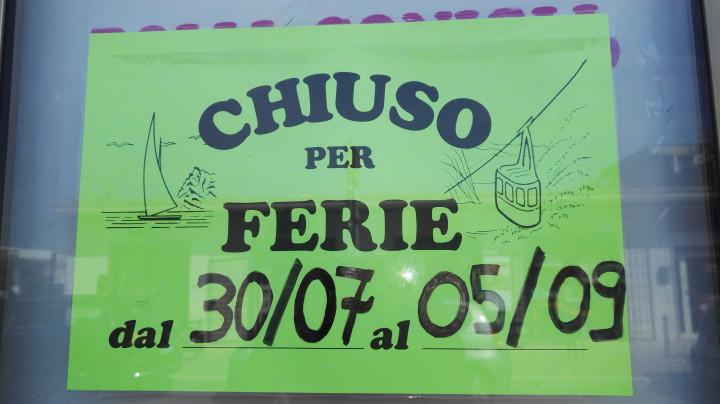 CHIUSO
PER
FERIE
dal 30/07 al 05/09